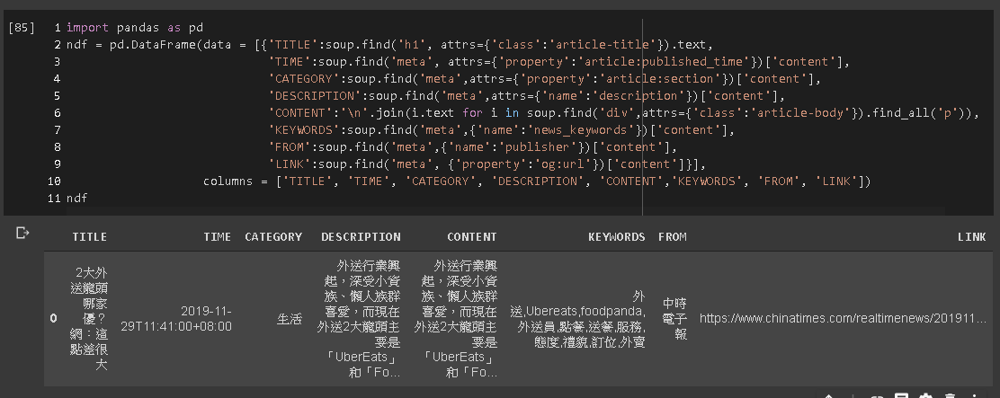 [85] 1 import pandas as pd
2 ndf = pd.DataFrame(data = [{'TITLE':soup.find('h1', attrs={'class':'article-title'}).text,
3 'TIME':soup.find('meta', attrs={'property':'article:published_time'})['content'],
4 'CATEGORY':soup.find('meta',attrs={'property':'article:section'})['content'],
5 'DESCRIPTION':soup.find('meta',attrs={'name':'description'})['content'],
6 'CONTENT':'\n'.join(i.text for i in soup.find('div',attrs={'class':'article-body'}).find_all('p')),
7 'KEYWORDS':soup.find('meta',{'name':'news_keywords'})['content'],
8 'FROM':soup.find('meta',{'name':'publisher'})['content'],
9 'LINK':soup.find('meta', {'property':'og:url'})['content']}],
10 columns = ['TITLE', 'TIME', 'CATEGORY', 'DESCRIPTION', 'CONTENT','KEYWORDS', 'FROM', 'LINK'])
11 ndf
TITLE TIME CATEGORY DESCRIPTION CONTENT KEYWORDS FROM LINK
0
2大外
送龍頭
哪家
優？
網：這
點差很
大
2019-11-
29T11:41:00+08:00
生活
外送行業興
起，深受小資
族、懶人族群
喜愛，而現在
外送2大龍頭主
要是
「UberEats」
和「Fo...
外送行業興
起，深受小資
族、懶人族群
喜愛，而現在
外送2大龍頭主
要是
「UberEats」
和「Fo...
外
送,Ubereats,foodpanda,
外送員,點餐,送餐,服務,
態度,禮貌,訂位,外賣
中時
電子
報
https://www.chinatimes.com/realtimenews/201911...